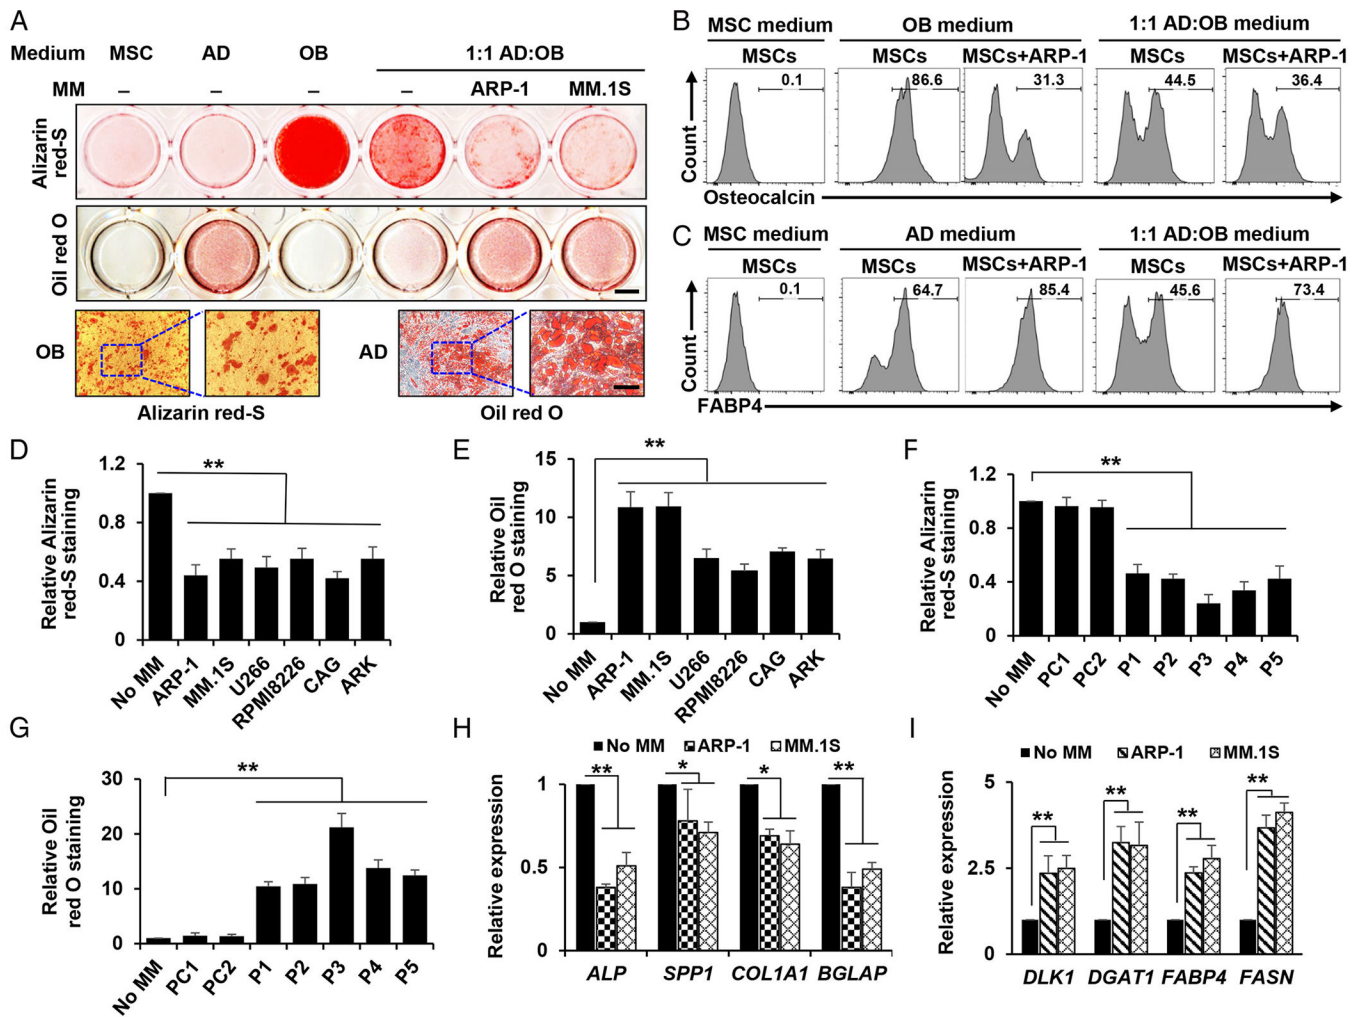 A
Medium MSC AD OB 1:1 AD:OB
MM – – – – ARP-1 MM.1S
Alizarin
red-S
Oil red O
OB AD
Alizarin red-S Oil red O
B
MSC medium OB medium 1:1 AD:OB medium
MSCs MSCs MSCs+ARP-1 MSCs MSCs+ARP-1
0.1 86.6 31.3 44.5 36.4
Count
Osteocalcin
C
MSC medium AD medium 1:1 AD:OB medium
MSCs MSCs MSCs+ARP-1 MSCs MSCs+ARP-1
0.1 64.7 85.4 45.6 73.4
Count
FABP4
D
Relative Alizarin
red-S staining
1.2
0.8
0.4
0
**
No MM ARP-1 MM.1S U266 RPMI8226 CAG ARK
E
Relative Oil
red O staining
15
10
5
0
**
No MM ARP-1 MM.1S U266 RPMI8226 CAG ARK
F
Relative Alizarin
red-S staining
1.2
0.8
0.4
0
**
No MM PC1 PC2 P1 P2 P3 P4 P5
G
Relative Oil
red O staining
30
20
10
0
**
No MM PC1 PC2 P1 P2 P3 P4 P5
H
No MM ARP-1 MM.1S
Relative expression
1
0.5
0
** * * **
ALP SPP1 COL1A1 BGLAP
I
No MM ARP-1 MM.1S
Relative expression
5
2.5
0
** ** ** **
DLK1 DGAT1 FABP4 FASN